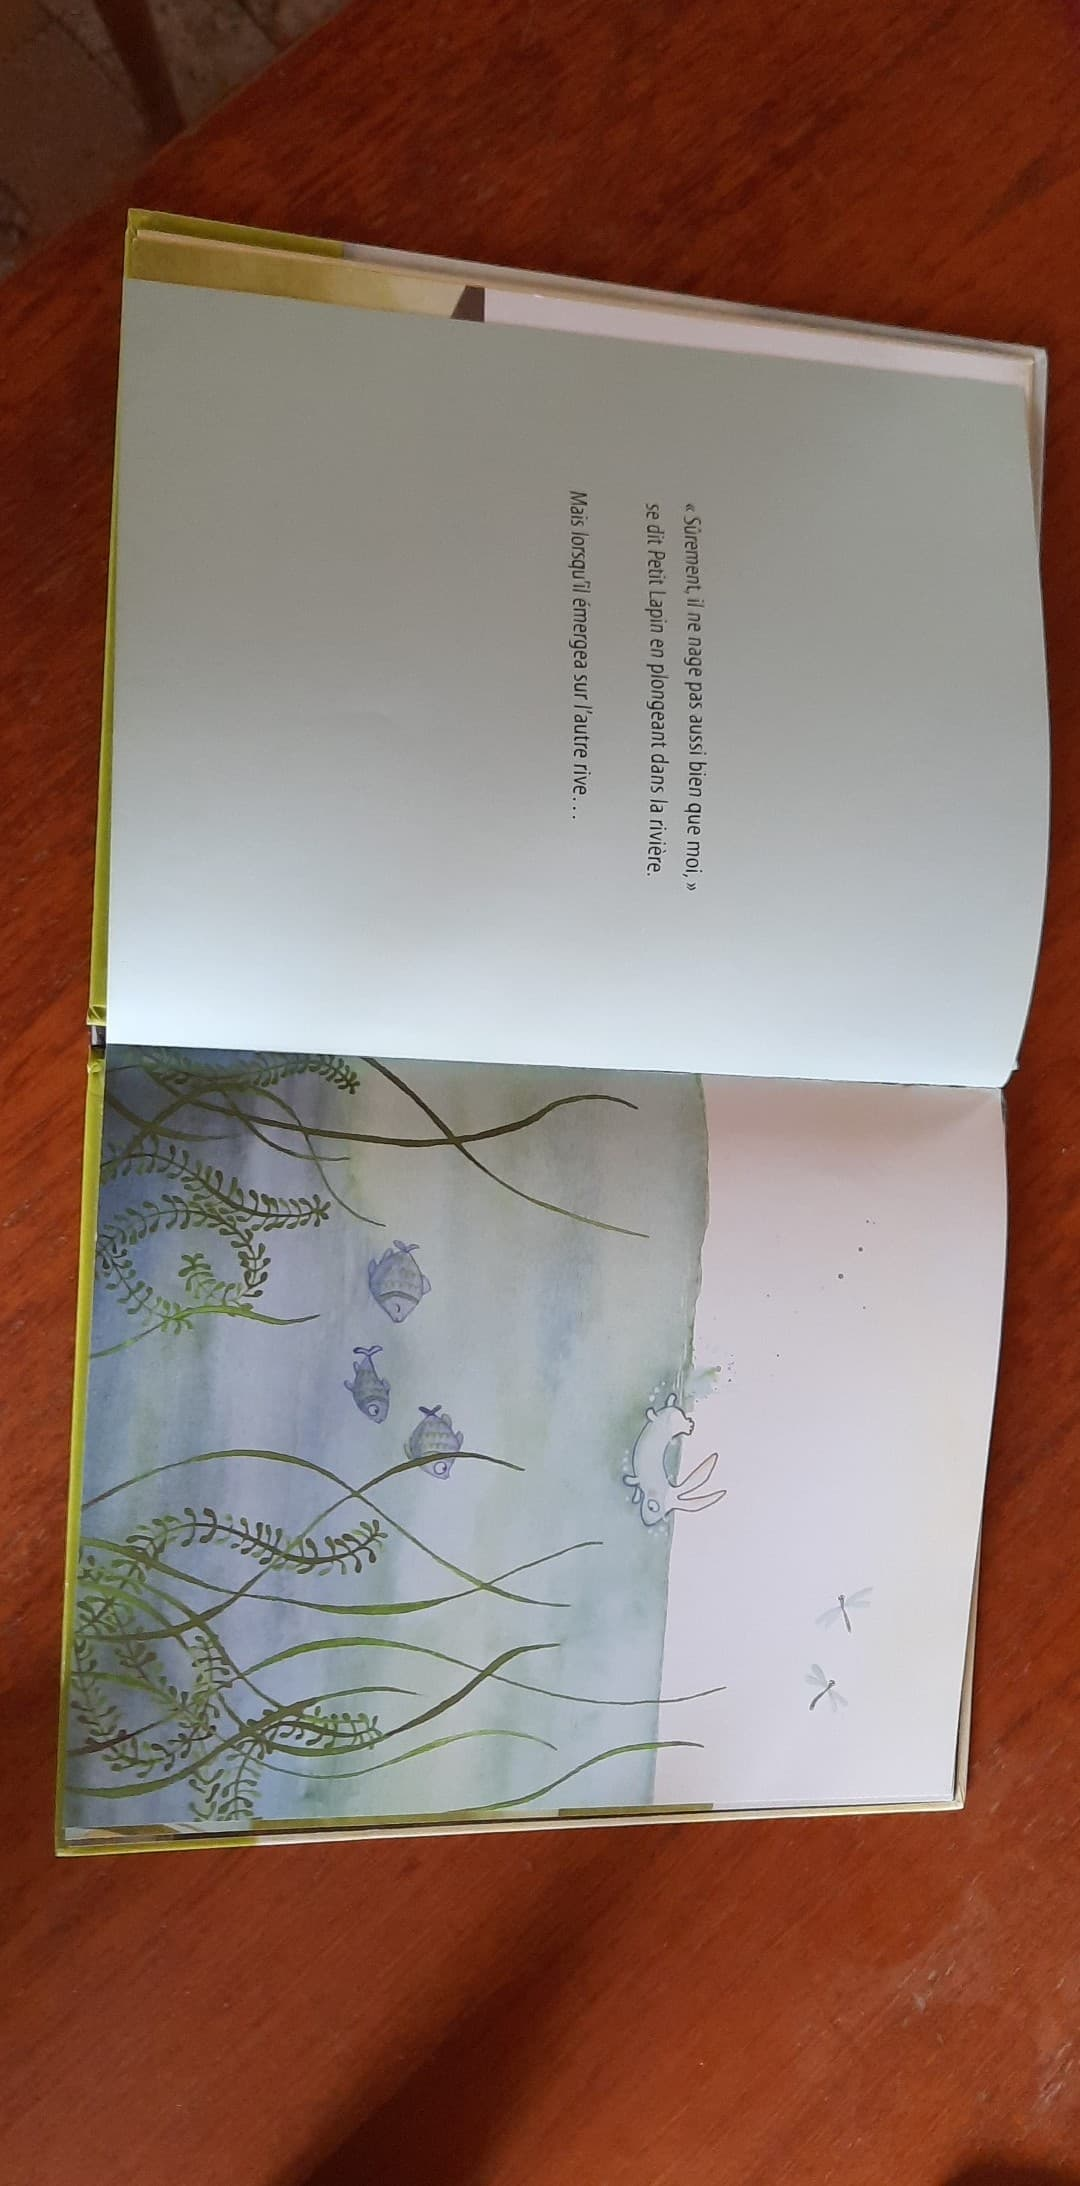 « Sûrement, il ne nage pas aussi bien que moi, »
se dit Petit Lapin en plongeant dans la rivière.
Mais lorsqu'il émergea sur l'autre rive…